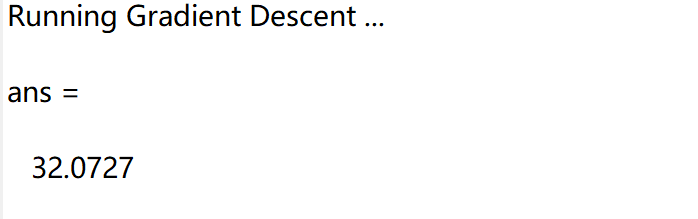 Running Gradient Descent ...
ans =
32.0727